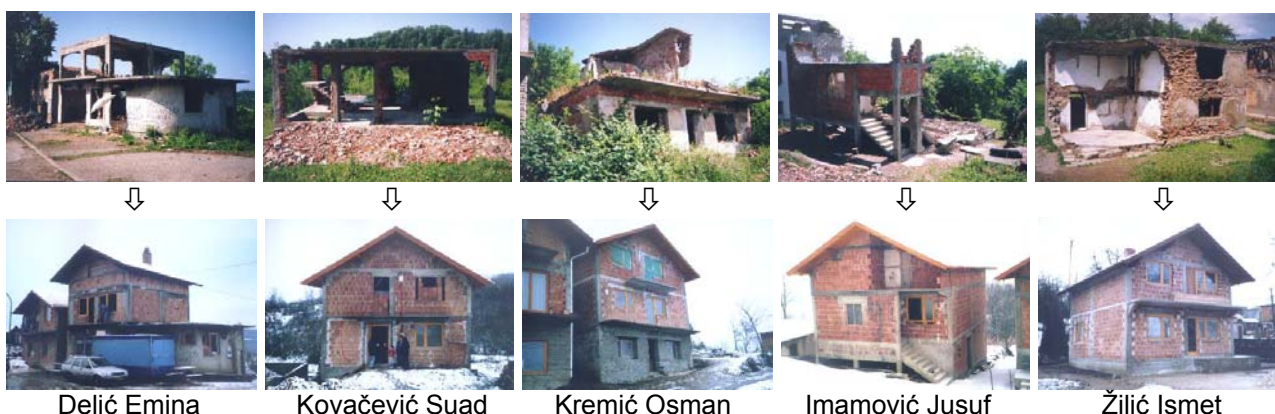 Delić Emina
Kovačević Suad
Kremić Osman
Imamović Jusuf
Žilić Ismet